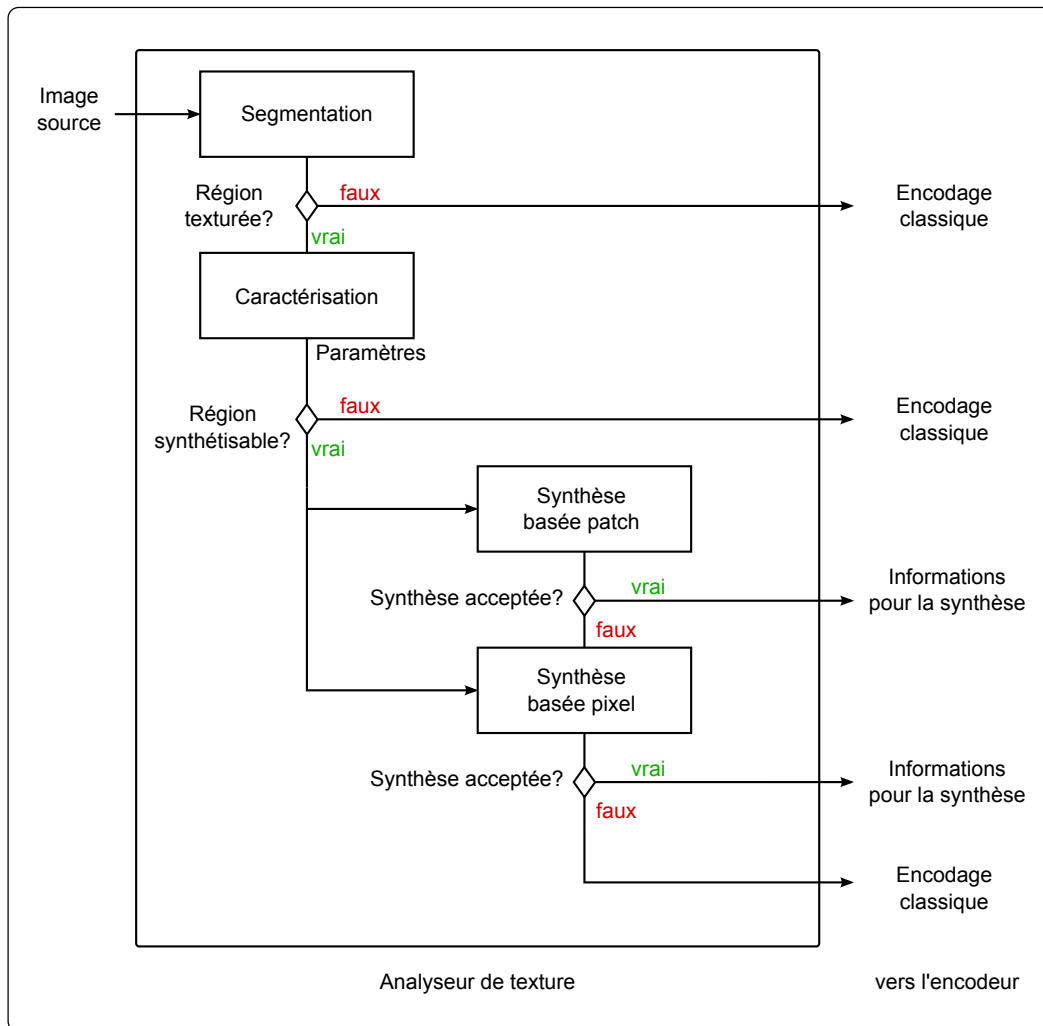 Image
source
Segmentation
Région
texturée?
faux
vrai
Encodage
classique
Caractérisation
Paramètres
Région
synthétisable?
faux
vrai
Encodage
classique
Synthèse
basée patch
Synthèse acceptée?
vrai
faux
Informations
pour la synthèse
Synthèse
basée pixel
Synthèse acceptée?
vrai
faux
Informations
pour la synthèse
Encodage
classique
Analyseur de texture
vers l'encodeur